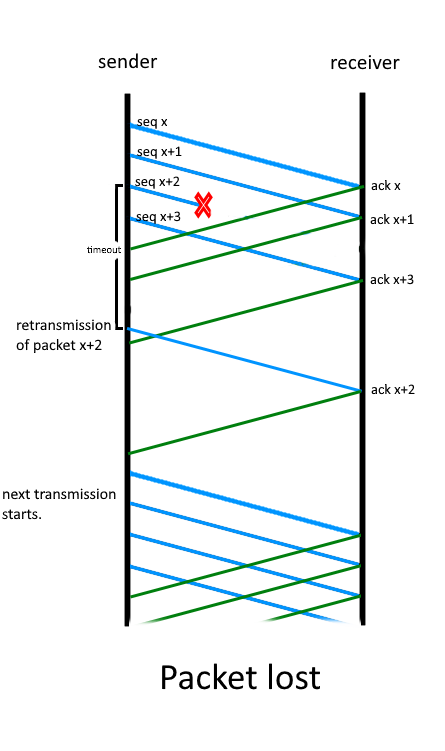 sender
receiver
seq x
seq x+1
seq x+2
seq x+3
timeout
ack x
ack x+1
ack x+3
retransmission
of packet x+2
ack x+2
next transmission
starts.
Packet lost